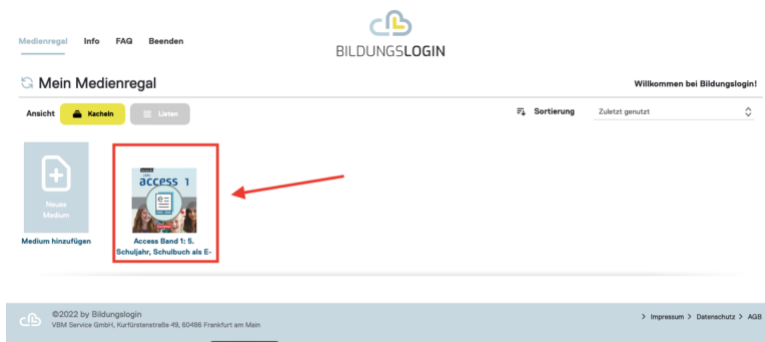 Medienregal Info FAQ Beenden
BILDUNGSLOGIN
Mein Medienregal
Willkommen bei Bildungslogin!
Ansicht Kacheln Listen
Sortierung Zuletzt genutzt
access 1
Neues
Medium
Medium hinzufügen
Access Band 1: 5.
Schuljahr, Schulbuch als E-
©2022 by Bildungslogin
VBM Service GmbH, Kurfürstenstraße 49, 60486 Frankfurt am Main
> Impressum > Datenschutz > AGB